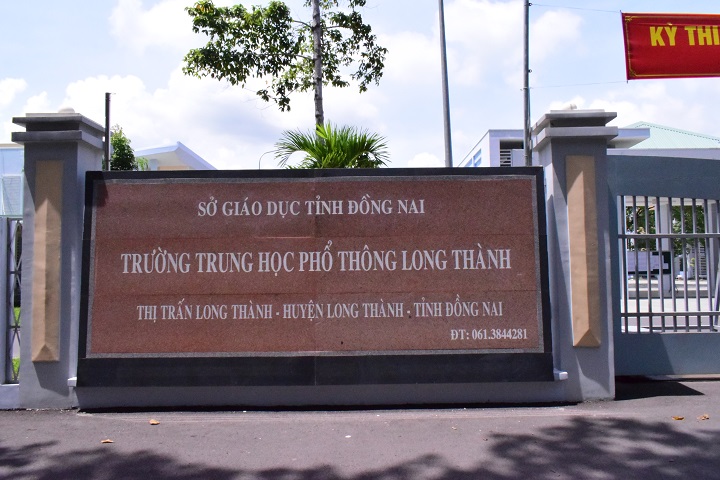 KỲ THI
SỞ GIÁO DỤC TỈNH ĐỒNG NAI
TRƯỜNG TRUNG HỌC PHỔ THÔNG LONG THÀNH
THỊ TRẤN LONG THÀNH - HUYỆN LONG THÀNH - TỈNH ĐỒNG NAI
ĐT: 061.3844281